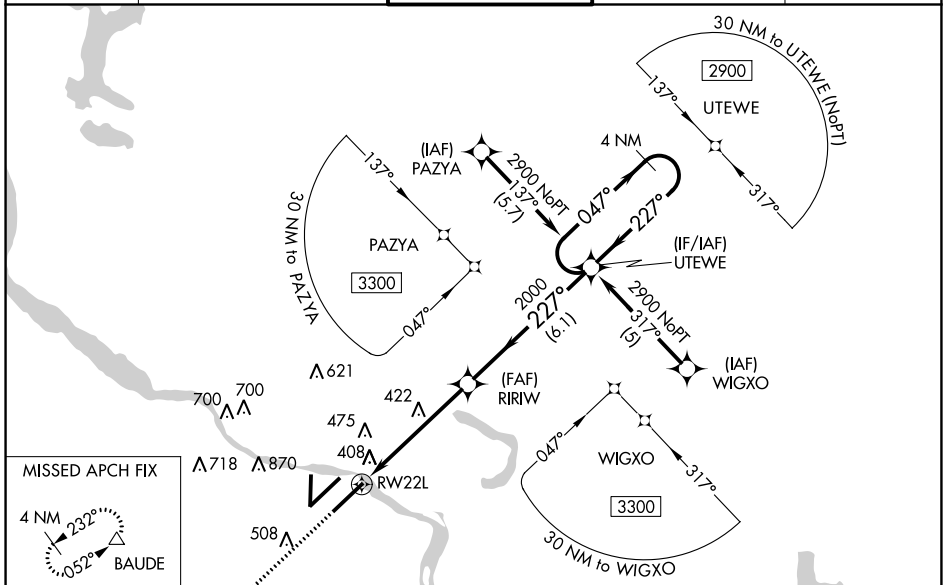 30 NM to UTEWE (NoPT)
2900
137°
UTEWE
317°
(IAF)
PAZYA
2900 NoPT
137°
(5.7)
4 NM
047°
227°
(IF/IAF)
UTEWE
137°
30 NM to PAZYA
PAZYA
3300
047°
2000
227°
(6.1)
2900 NoPT
317°
(5)
(IAF)
WIGXO
(FAF)
RIRIW
621
700
700
422
475
408
718
870
RW22L
508
047°
WIGXO
317°
3300
30 NM to WIGXO
MISSED APCH FIX
4 NM
232°
052°
BAUDE